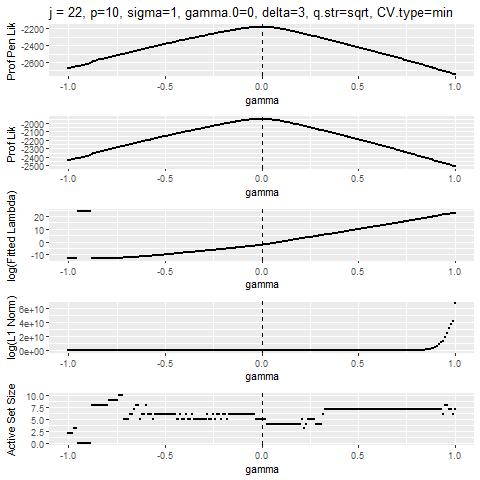 j = 22, p=10, sigma=1, gamma.0=0, delta=3, q.str=sqrt, CV.type=min
Prof Pen Lik
-2200
-2400
-2600
-1.0 -0.5 0.0 0.5 1.0
gamma
Prof Lik
-2000
-2100
-2200
-2300
-2400
-2500
-1.0 -0.5 0.0 0.5 1.0
gamma
log(Fitted Lambda)
20
10
0
-10
-1.0 -0.5 0.0 0.5 1.0
gamma
log(L1 Norm)
6e+10
4e+10
2e+10
0e+00
-1.0 -0.5 0.0 0.5 1.0
gamma
Active Set Size
10.0
7.5
5.0
2.5
0.0
-1.0 -0.5 0.0 0.5 1.0
gamma